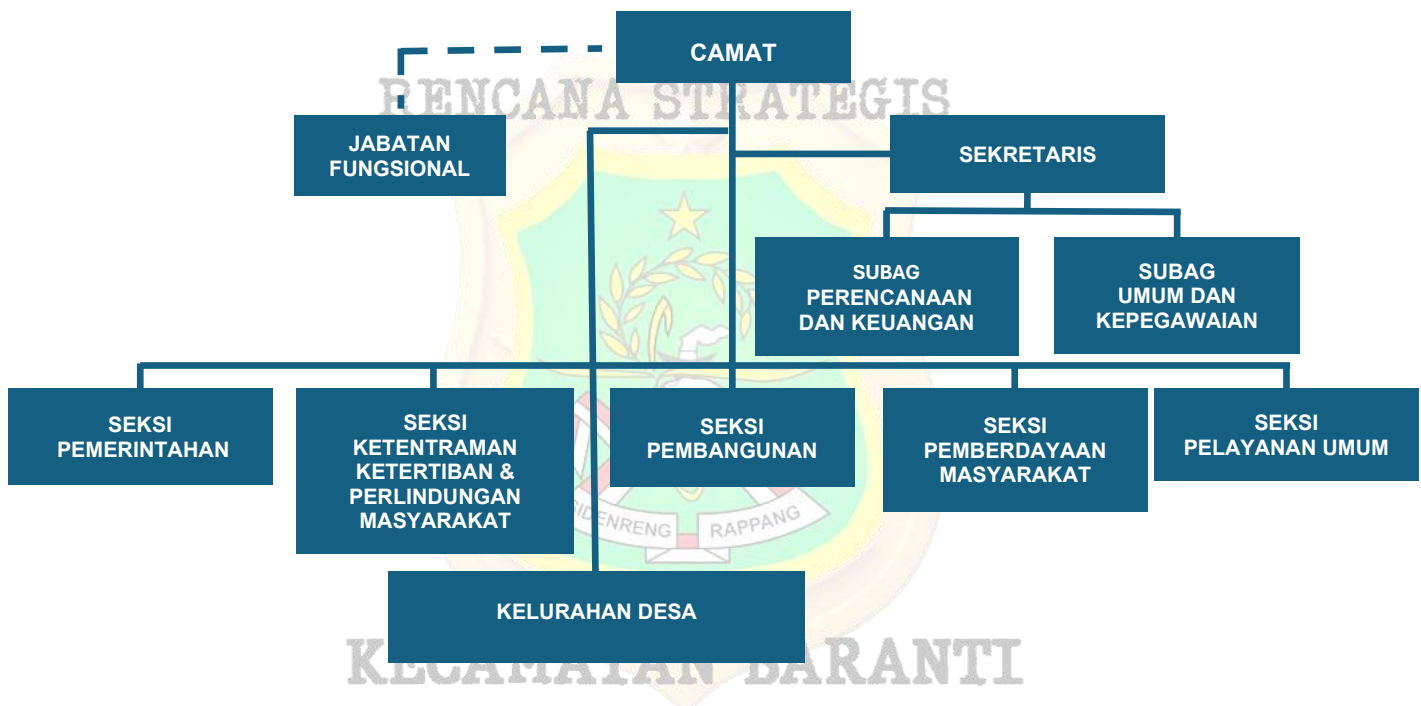 CAMAT
RENCANA STRATEGIS
JABATAN
FUNGSIONAL
SEKRETARIS
SUBAG
PERENCANAAN
DAN KEUANGAN
SUBAG
UMUM DAN
KEPEGAWAIAN
SEKSI
PEMERINTAHAN
SEKSI
KETENTRAMAN
KETERTIBAN &
PERLINDUNGAN
MASYARAKAT
SEKSI
PEMBANGUNAN
SEKSI
PEMBERDAYAAN
MASYARAKAT
SEKSI
PELAYANAN UMUM
SIDENRENG RAPPANG
KELURAHAN DESA
KECAMATAN BARANTI